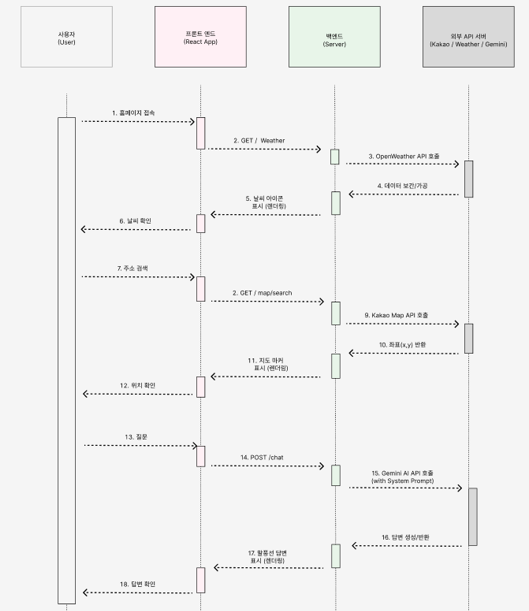 사용자
(User)
프론트 엔드
(React App)
백엔드
(Server)
외부 API 서버
(Kakao / Weather / Gemini)
1. 홈페이지 접속
2. GET / Weather
3. OpenWeather API 호출
4. 데이터 보간/가공
5. 날씨 아이콘
표시 (렌더링)
6. 날씨 확인
7. 주소 검색
2. GET / map/search
9. Kakao Map API 호출
10. 좌표(x,y) 반환
11. 지도 마커
표시 (렌더링)
12. 위치 확인
13. 질문
14. POST /chat
15. Gemini AI API 호출
(with System Prompt)
16. 답변 생성/반환
17. 말풍선 답변
표시 (렌더링)
18. 답변 확인